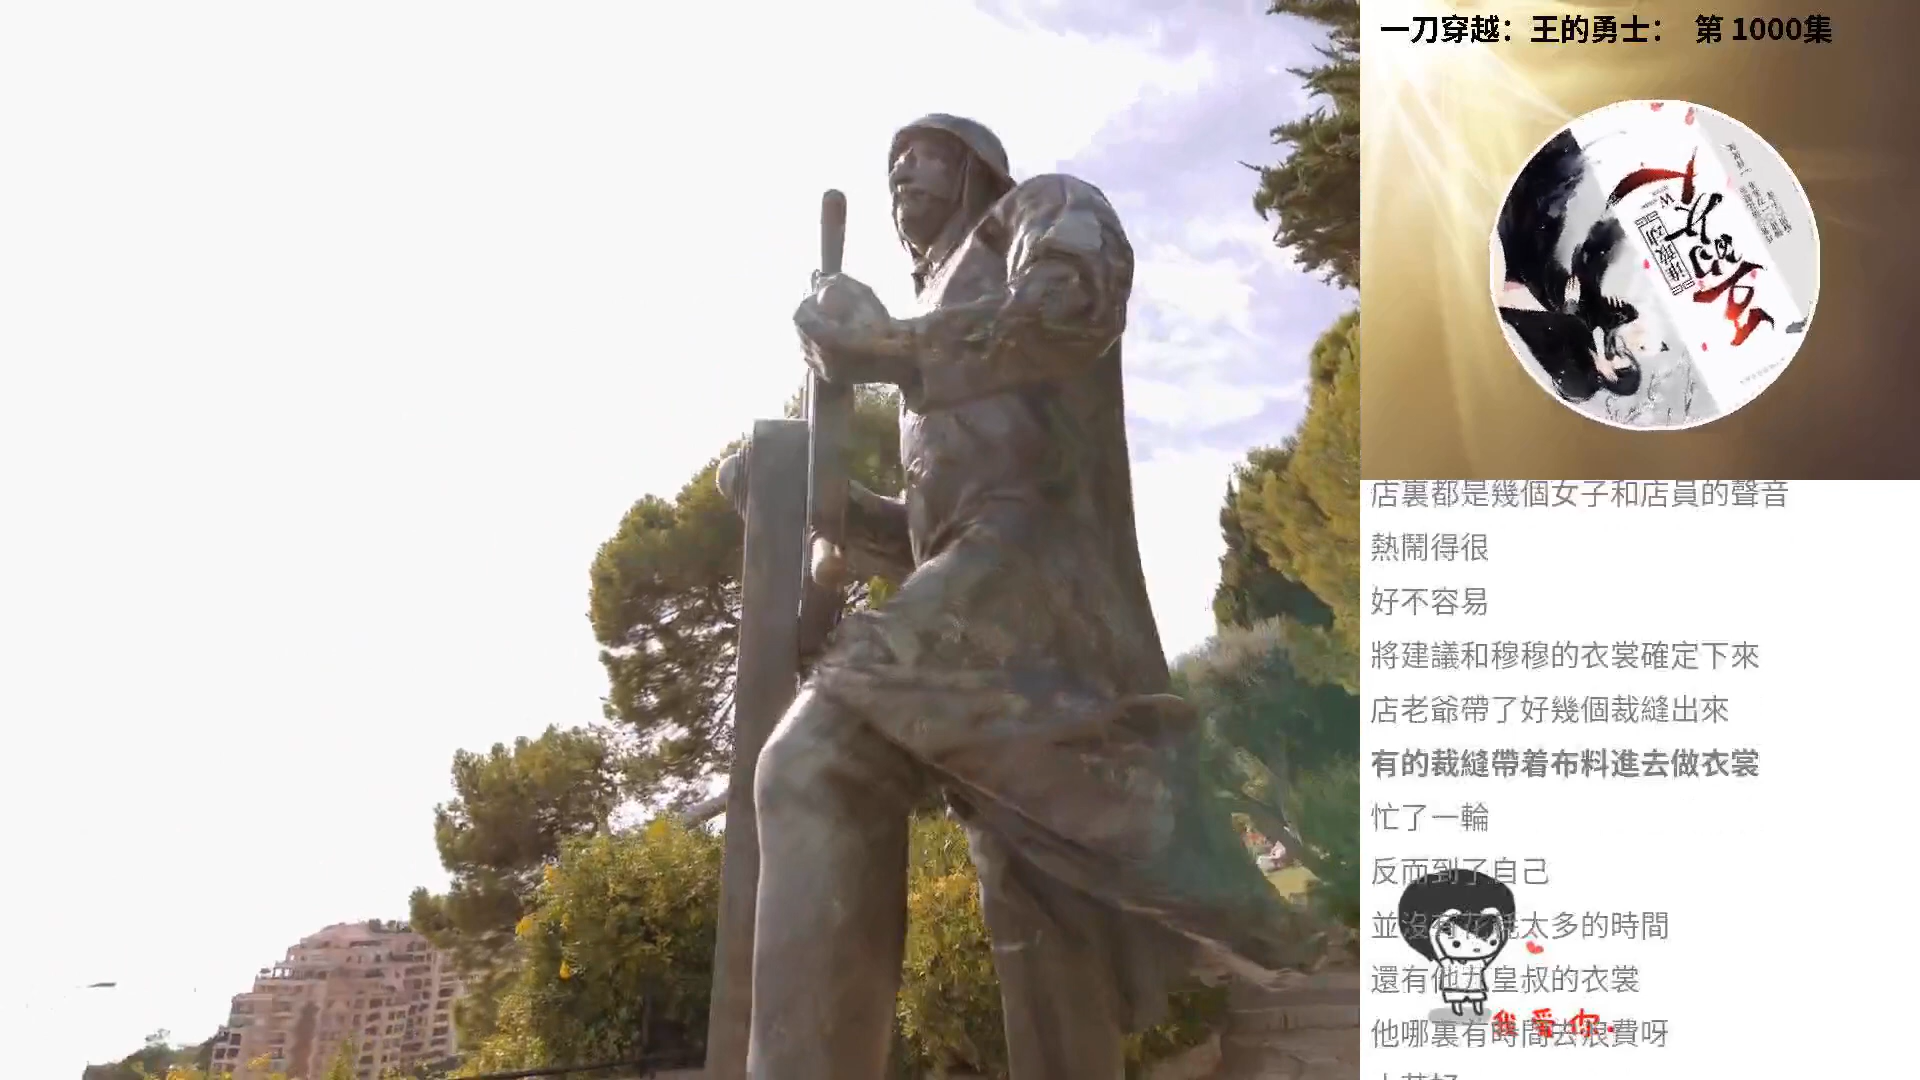 一刀穿越：王的勇士： 第 1000集
店裏都是幾個女子和店員的聲音
熱鬧得很
好不容易
將建議和穆穆的衣裳確定下來
店老爺帶了好幾個裁縫出來
有的裁縫帶着布料進去做衣裳
忙了一輪
反而到了自己
並沒有花銭太多的時間
還有他九皇叔的衣裳
他哪裏有時間去浪費呀
我爱你.